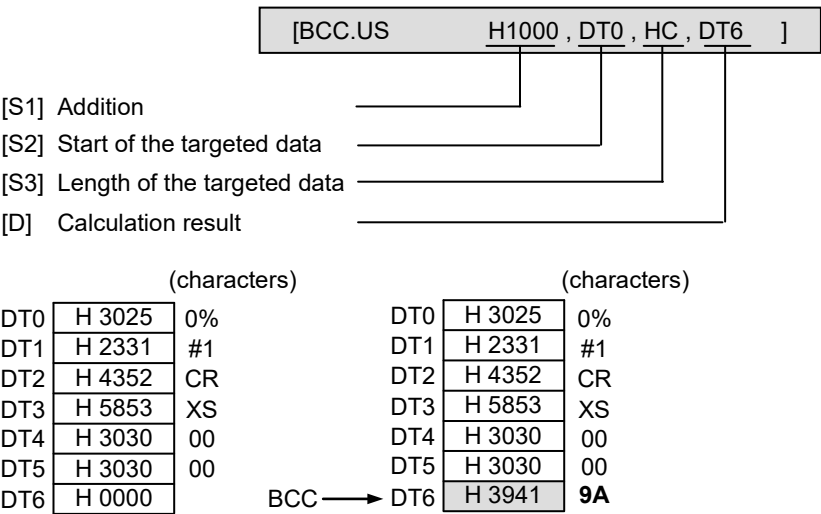 [BCC.US H1000 , DT0 , HC , DT6 ]
[S1] Addition
[S2] Start of the targeted data
[S3] Length of the targeted data
[D] Calculation result
(characters) (characters)
DT0 H 3025 0% DT0 H 3025 0%
DT1 H 2331 #1 DT1 H 2331 #1
DT2 H 4352 CR DT2 H 4352 CR
DT3 H 5853 XS DT3 H 5853 XS
DT4 H 3030 00 DT4 H 3030 00
DT5 H 3030 00 DT5 H 3030 00
DT6 H 0000 BCC DT6 H 3941 9A